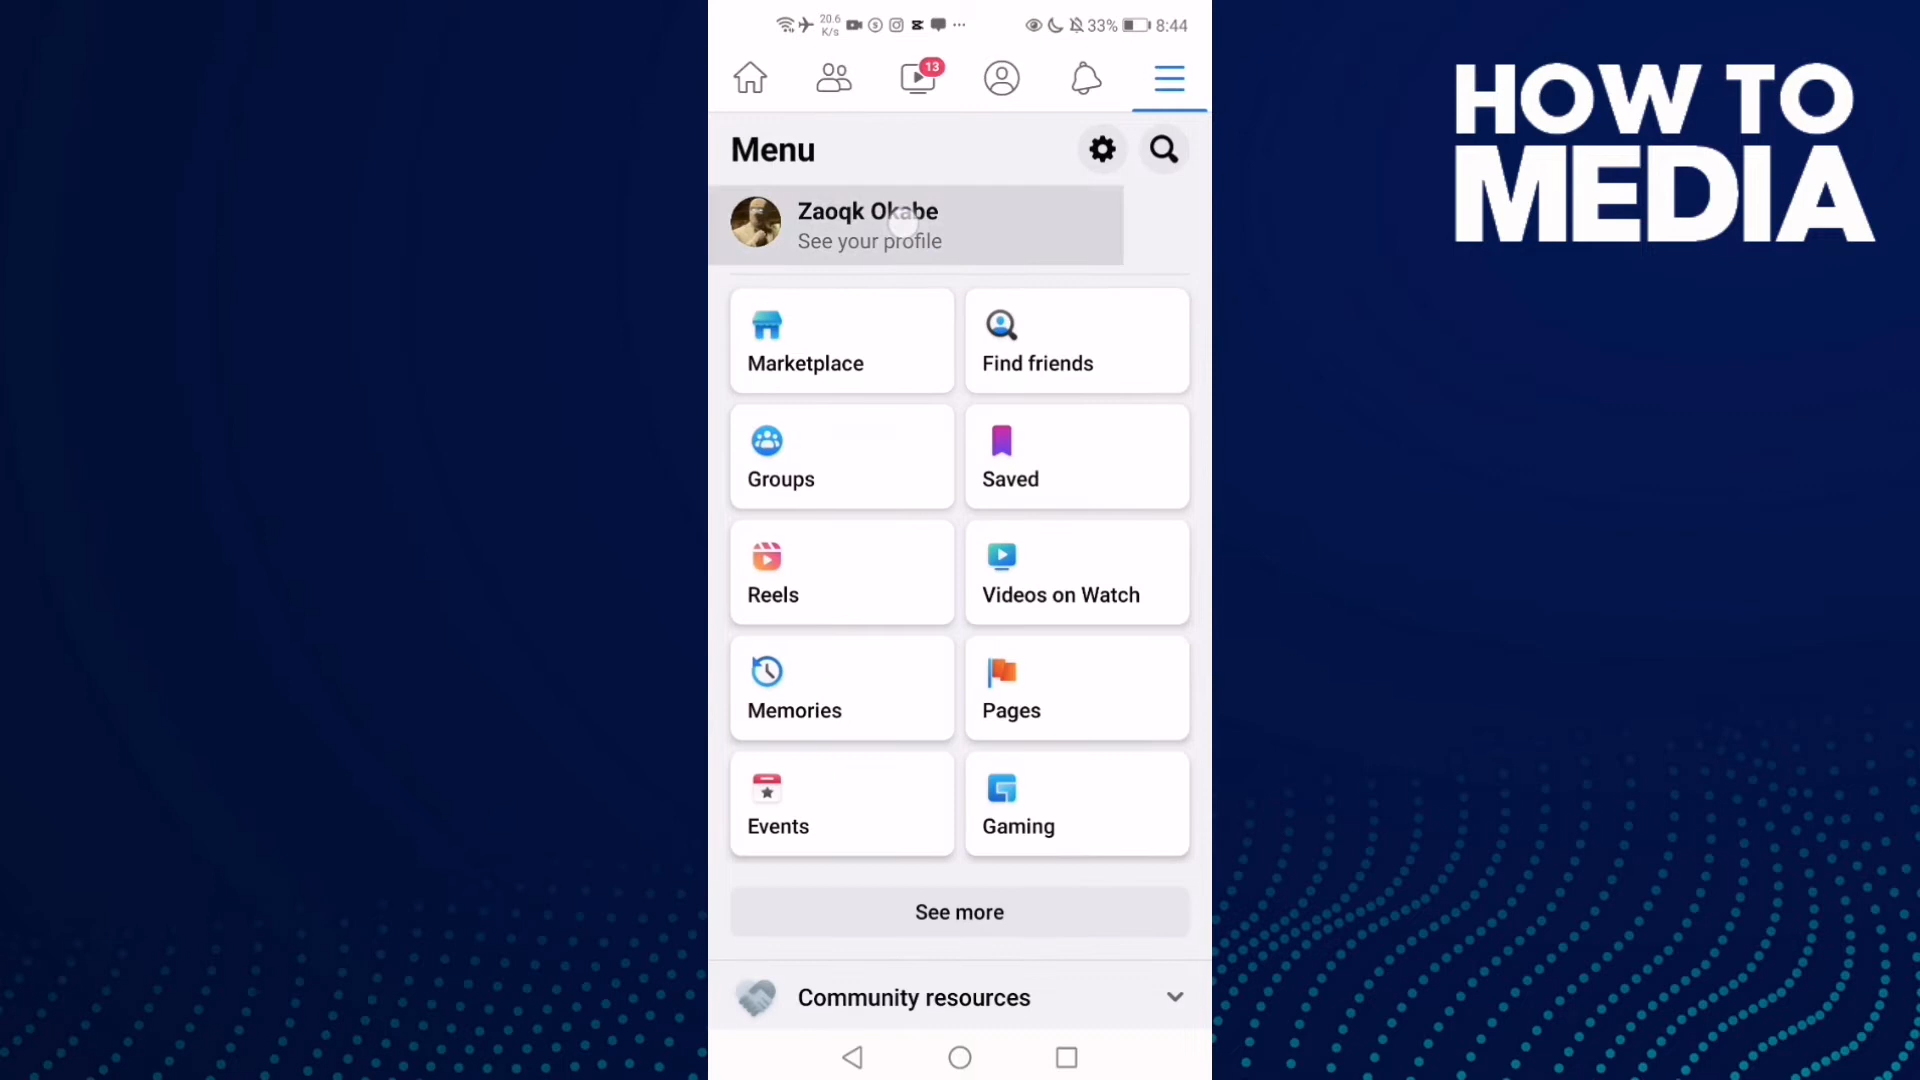 20.6
K/s
33%
8:44
13
Menu
Zaoqk Okabe
See your profile
Marketplace
Find friends
Groups
Saved
Reels
Videos on Watch
Memories
Pages
Events
Gaming
See more
Community resources
HOW TO
MEDIA